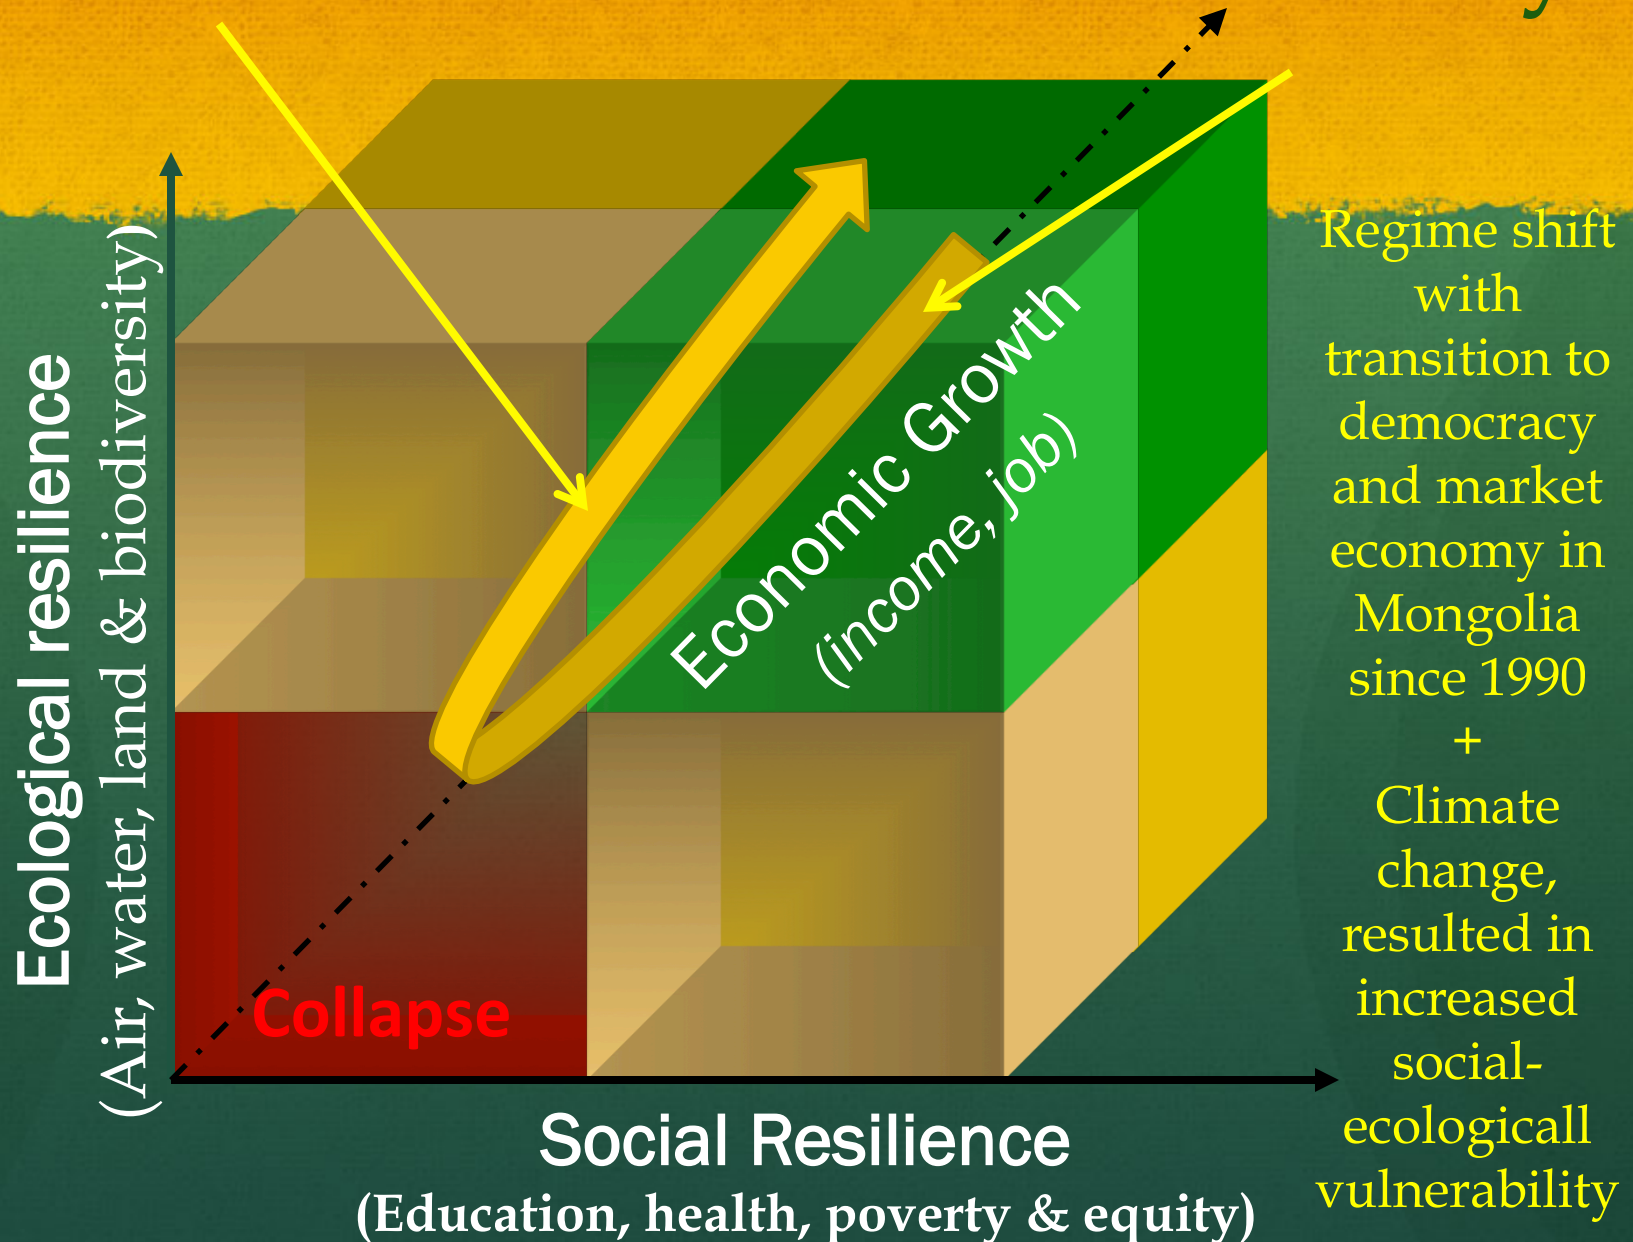 Ecological resilience
(Air, water, land & biodiversity)
Economic Growth
(income, job)
Collapse
Social Resilience
(Education, health, poverty & equity)
Regime shift
with
transition to
democracy
and market
economy in
Mongolia
since 1990
+
Climate
change,
resulted in
increased
social-
ecologicall
vulnerability